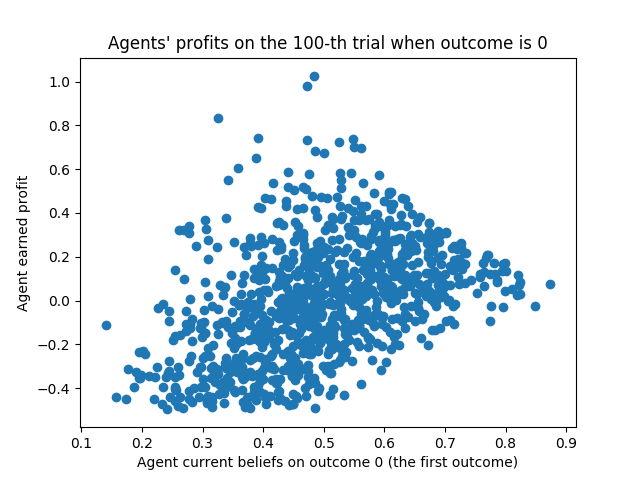 Agents' profits on the 100-th trial when outcome is 0
Agent earned profit
1.0
0.8
0.6
0.4
0.2
0.0
−0.2
−0.4
0.1 0.2 0.3 0.4 0.5 0.6 0.7 0.8 0.9
Agent current beliefs on outcome 0 (the first outcome)